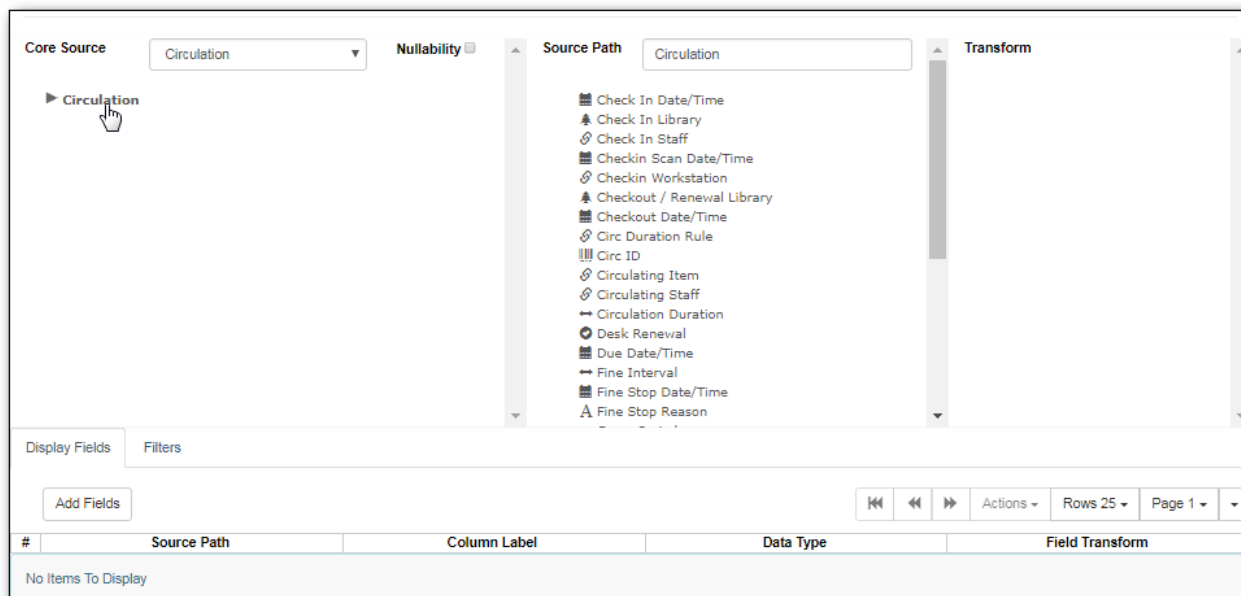 Core Source
Circulation
Nullability
Source Path
Circulation
Transform
Circulation
Check In Date/Time
Check In Library
Check In Staff
Checkin Scan Date/Time
Checkin Workstation
Checkout / Renewal Library
Checkout Date/Time
Circ Duration Rule
Circ ID
Circulating Item
Circulating Staff
Circulation Duration
Desk Renewal
Due Date/Time
Fine Interval
Fine Stop Date/Time
Fine Stop Reason
Display Fields
Filters
Add Fields
Actions
Rows 25
Page 1
# Source Path Column Label Data Type Field Transform
No Items To Display